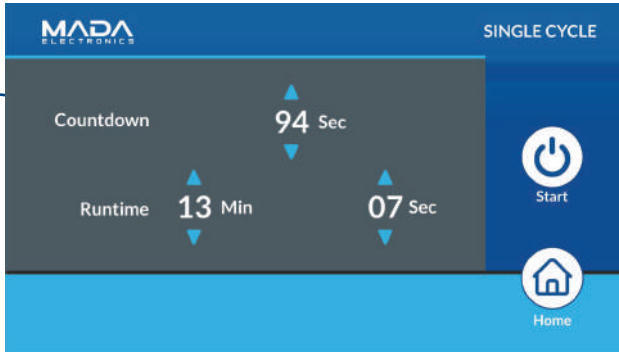 MADA
ELECTRONICS
SINGLE CYCLE
Countdown 94 Sec
Runtime 13 Min 07 Sec
Start
Home